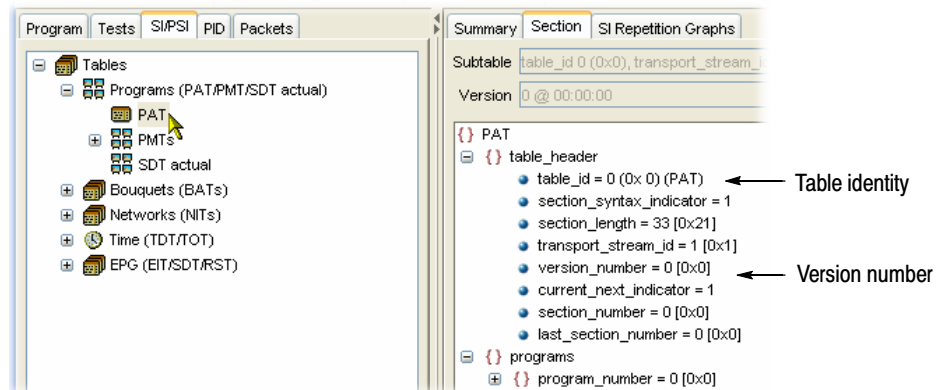 Program Tests SI/PSI PID Packets
Tables
Programs (PAT/PMT/SDT actual)
PAT
PMTs
SDT actual
Bouquets (BATs)
Networks (NITs)
Time (TDT/TOT)
EPG (EIT/SDT/RST)
Summary Section SI Repetition Graphs
Subtable table_id 0 (0x0), transport_stream_i
Version 0 @ 00:00:00
{} PAT
{} table_header
table_id = 0 (0x 0) (PAT)
Table identity
section_syntax_indicator = 1
section_length = 33 [0x21]
transport_stream_id = 1 [0x1]
version_number = 0 [0x0]
Version number
current_next_indicator = 1
section_number = 0 [0x0]
last_section_number = 0 [0x0]
{} programs
{} program_number = 0 [0x0]